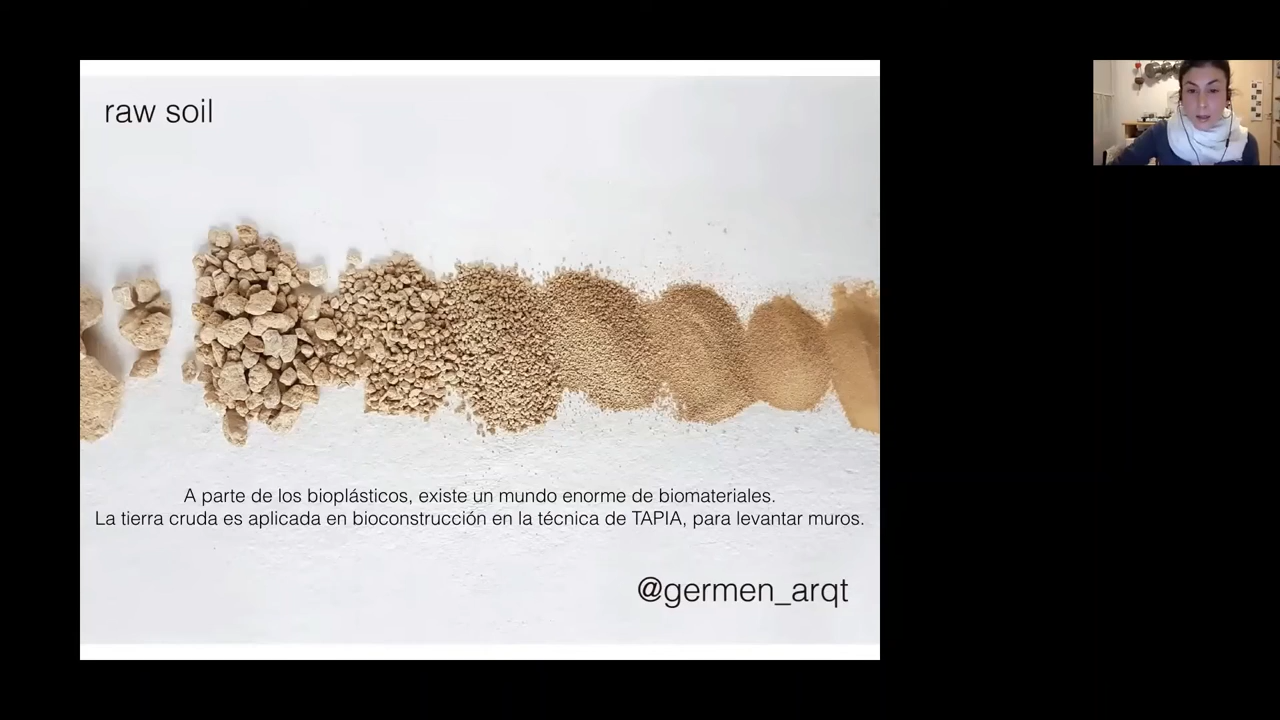 raw soil
A parte de los bioplásticos, existe un mundo enorme de biomateriales.
La tierra cruda es aplicada en bioconstrucción en la técnica de TAPIA, para levantar muros.
@germen_arqt